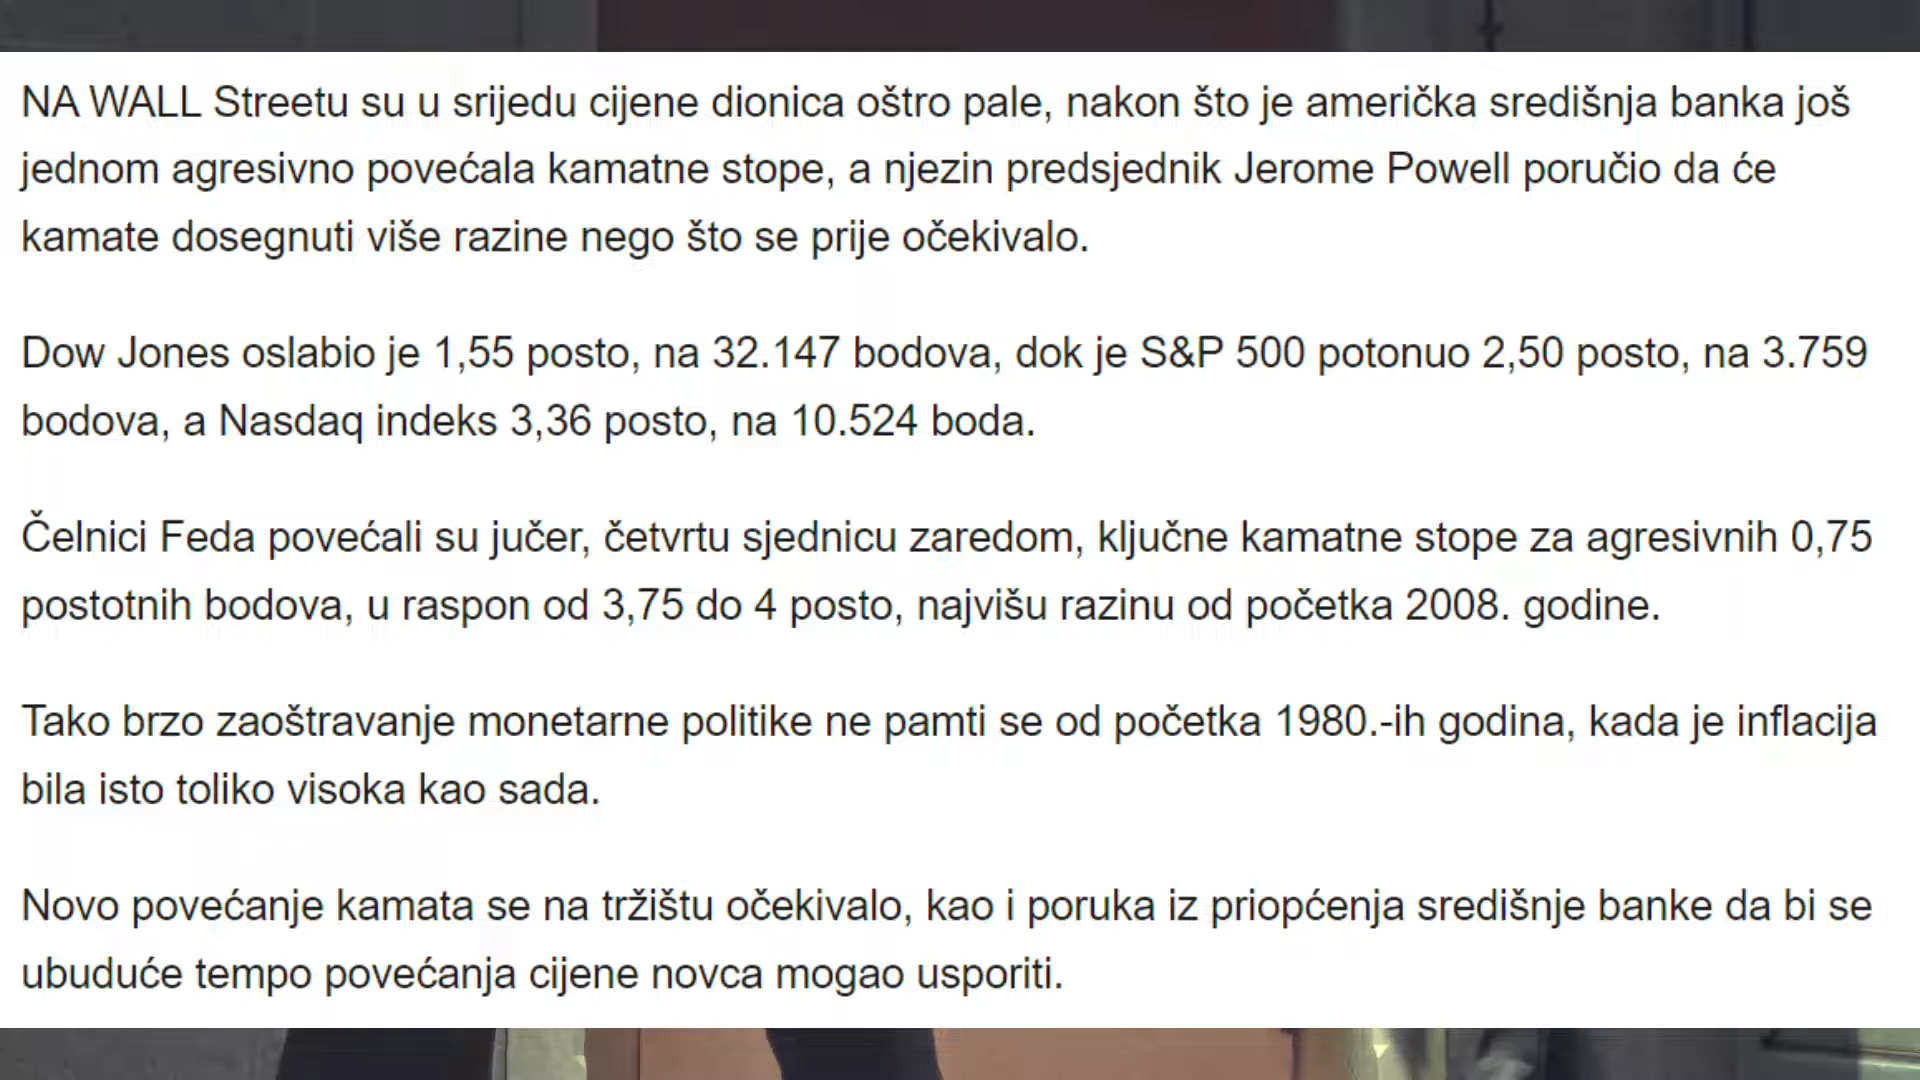 NA WALL Streetu su u srijedu cijene dionica oštro pale, nakon što je američka središnja banka još
jednom agresivno povećala kamatne stope, a njezin predsjednik Jerome Powell poručio da će
kamate dosegnuti više razine nego što se prije očekivalo.
Dow Jones oslabio je 1,55 posto, na 32.147 bodova, dok je S&P 500 potonuo 2,50 posto, na 3.759
bodova, a Nasdaq indeks 3,36 posto, na 10.524 boda.
Čelnici Feda povećali su jučer, četvrtu sjednicu zaredom, ključne kamatne stope za agresivnih 0,75
postotnih bodova, u raspon od 3,75 do 4 posto, najvišu razinu od početka 2008. godine.
Tako brzo zaoštravanje monetarne politike ne pamti se od početka 1980.-ih godina, kada je inflacija
bila isto toliko visoka kao sada.
Novo povećanje kamata se na tržištu očekivalo, kao i poruka iz priopćenja središnje banke da bi se
ubuduće tempo povećanja cijene novca mogao usporiti.